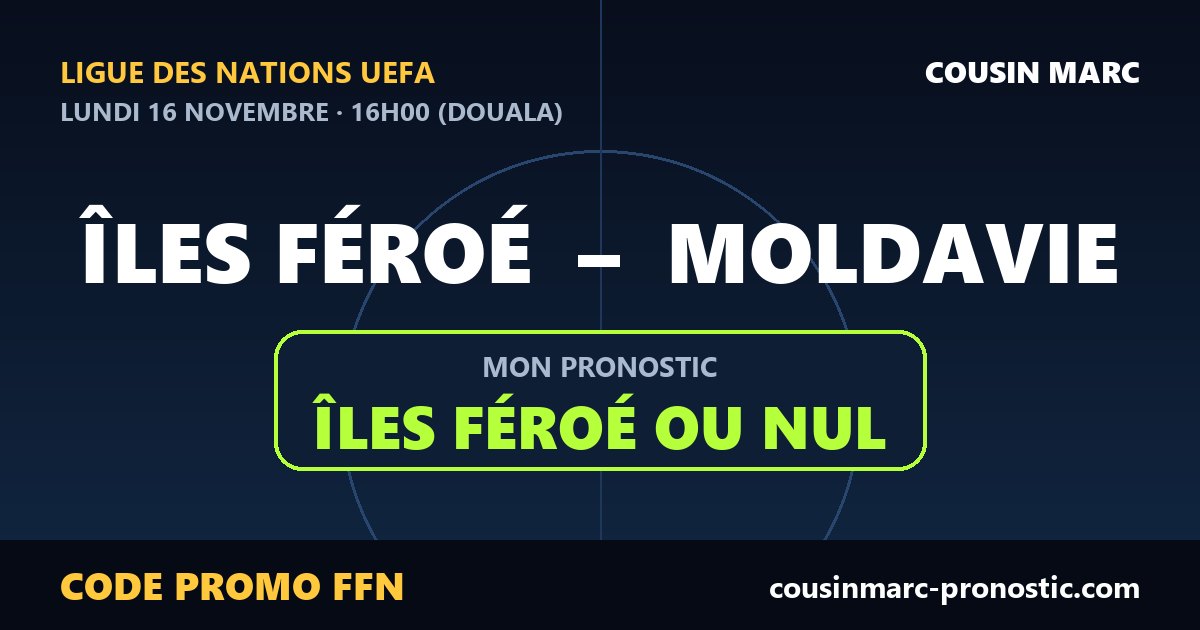 LIGUE DES NATIONS UEFA
COUSIN MARC
LUNDI 16 NOVEMBRE · 16H00 (DOUALA)
ÎLES FÉROÉ – MOLDAVIE
MON PRONOSTIC
ÎLES FÉROÉ OU NUL
CODE PROMO FFN
cousinmarc-pronostic.com